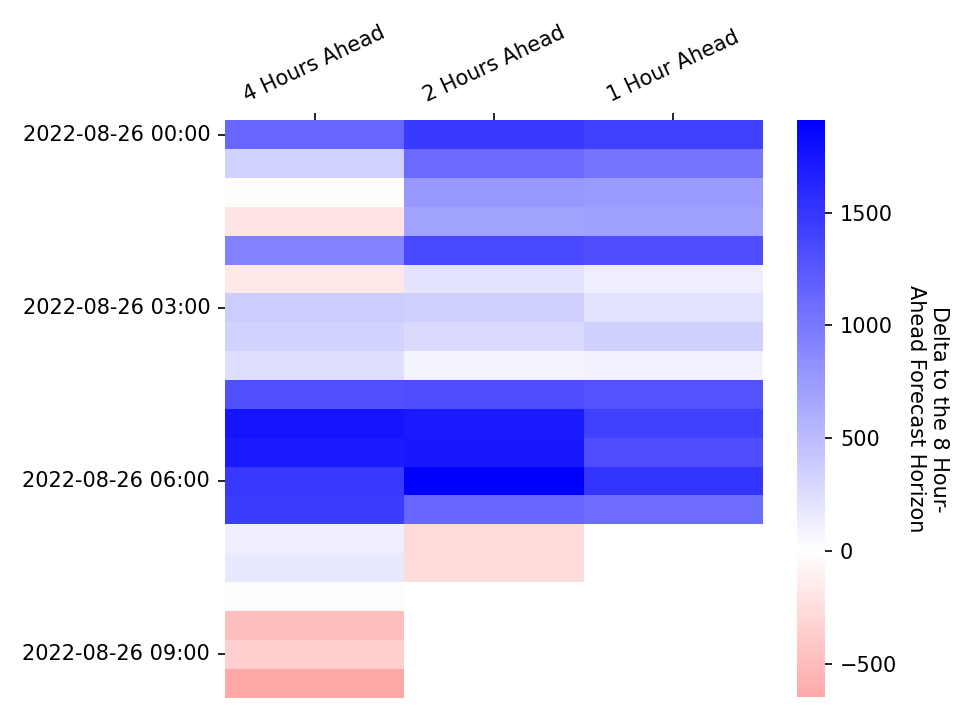 4 Hours Ahead
2 Hours Ahead
1 Hour Ahead
2022-08-26 00:00
2022-08-26 03:00
2022-08-26 06:00
2022-08-26 09:00
1500
1000
500
0
−500
Delta to the 8 Hour-
Ahead Forecast Horizon